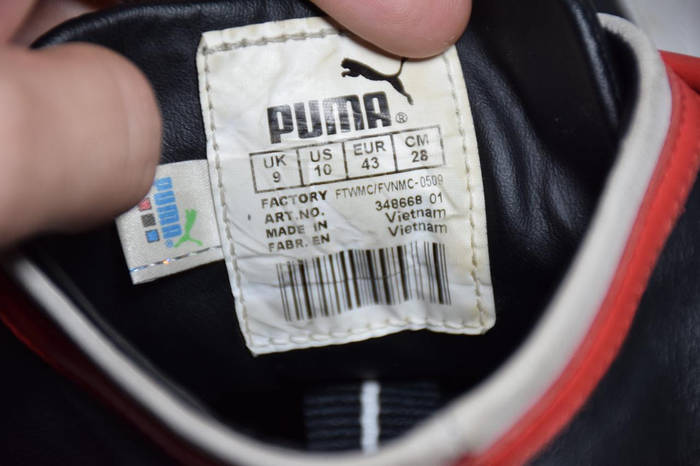 PUMA®
UK US EUR CM
9 10 43 28
FACTORY FTWMC/FVNMC-0509
ART.NO. 348668 01
MADE IN Vietnam
FABR. EN Vietnam
PUMA